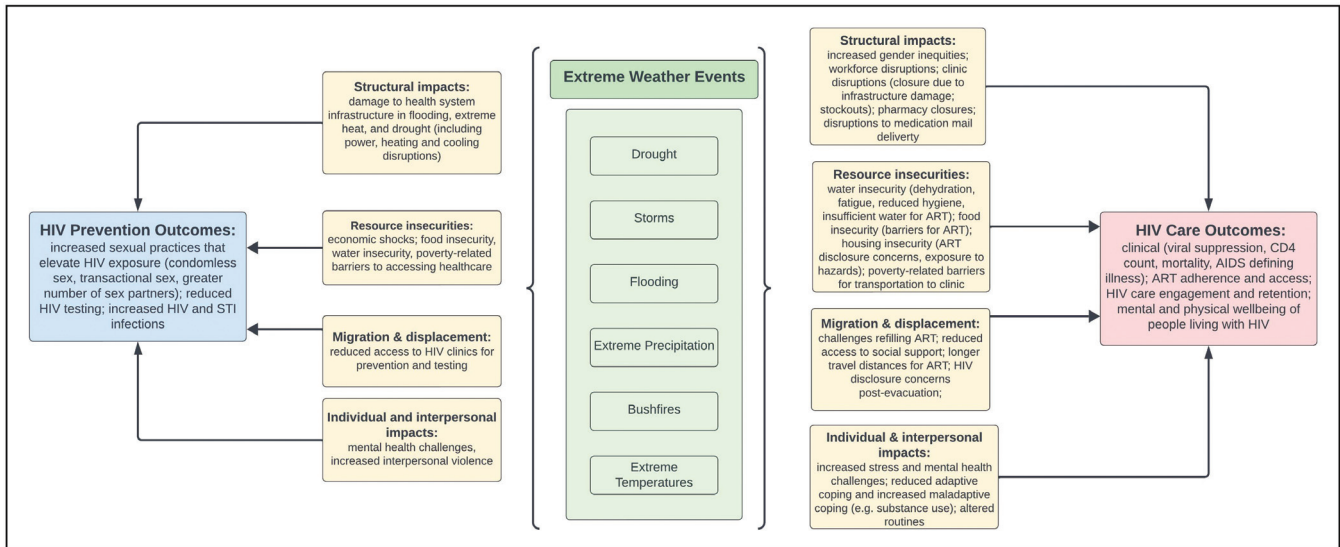 HIV Prevention Outcomes:
increased sexual practices that
elevate HIV exposure (condomless
sex, transactional sex, greater
number of sex partners); reduced
HIV testing; increased HIV and STI
infections
Structural impacts:
damage to health system
infrastructure in flooding, extreme
heat, and drought (including
power, heating and cooling
disruptions)
Resource insecurities:
economic shocks; food insecurity,
water insecurity, poverty-related
barriers to accessing healthcare
Migration & displacement:
reduced access to HIV clinics for
prevention and testing
Individual and interpersonal
impacts:
mental health challenges,
increased interpersonal violence
Extreme Weather Events
Drought
Storms
Flooding
Extreme Precipitation
Bushfires
Extreme
Temperatures
Structural impacts:
increased gender inequities;
workforce disruptions; clinic
disruptions (closure due to
infrastructure damage;
stockouts); pharmacy closures;
disruptions to medication mail
deliverty
Resource insecurities:
water insecurity (dehydration,
fatigue, reduced hygiene,
insufficient water for ART); food
insecurity (barriers for ART);
housing insecurity (ART
disclosure concerns, exposure to
hazards); poverty-related barriers
for transportation to clinic
Migration & displacement:
challenges refilling ART; reduced
access to social support; longer
travel distances for ART; HIV
disclosure concerns
post-evacuation;
Individual & interpersonal
impacts:
increased stress and mental health
challenges; reduced adaptive
coping and increased maladaptive
coping (e.g. substance use); altered
routines
HIV Care Outcomes:
clinical (viral suppression, CD4
count, mortality, AIDS defining
illness); ART adherence and access;
HIV care engagement and retention;
mental and physical wellbeing of
people living with HIV